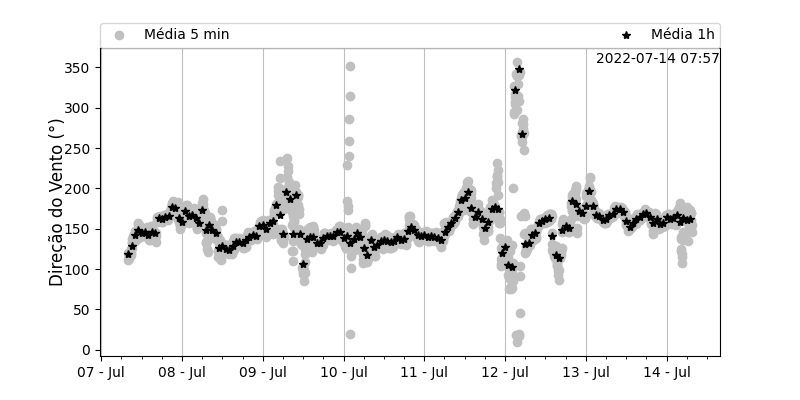 Média 5 min
Média 1h
2022-07-14 07:57
Direção do Vento (°)
350
300
250
200
150
100
50
0
07 - Jul
08 - Jul
09 - Jul
10 - Jul
11 - Jul
12 - Jul
13 - Jul
14 - Jul